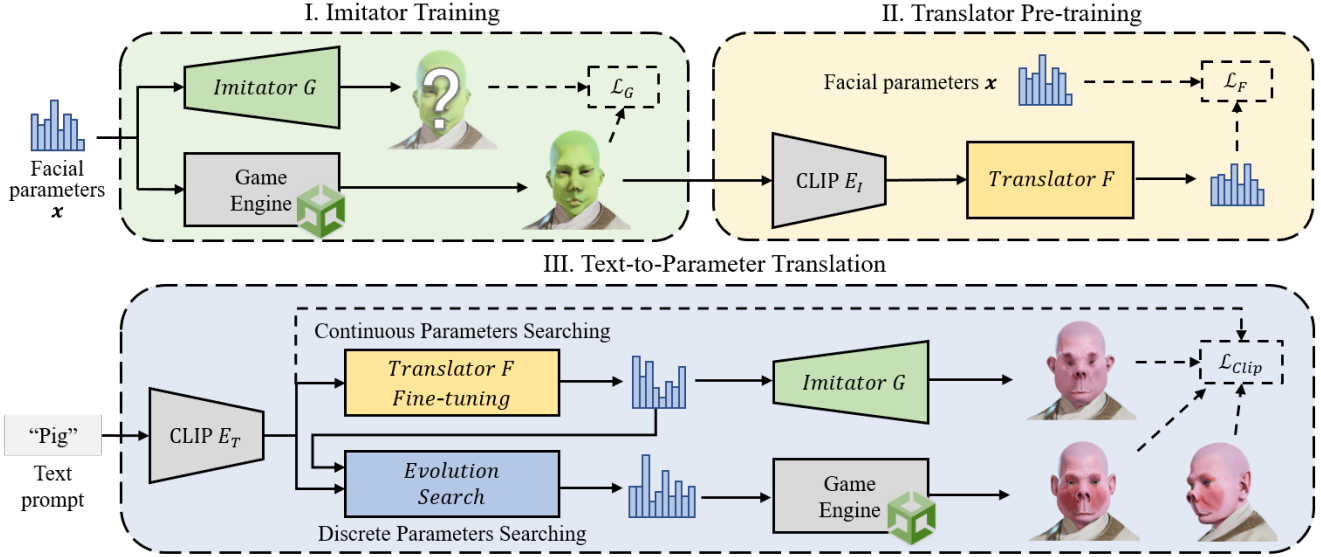 I. Imitator Training
II. Translator Pre-training
Imitator G
?
ℒ_G
Facial
parameters
x
Game
Engine
Facial parameters x
ℒ_F
CLIP E_I
Translator F
III. Text-to-Parameter Translation
Continuous Parameters Searching
Translator F
Fine-tuning
Imitator G
ℒ_Clip
"Pig"
Text
prompt
CLIP E_T
Evolution
Search
Game
Engine
Discrete Parameters Searching